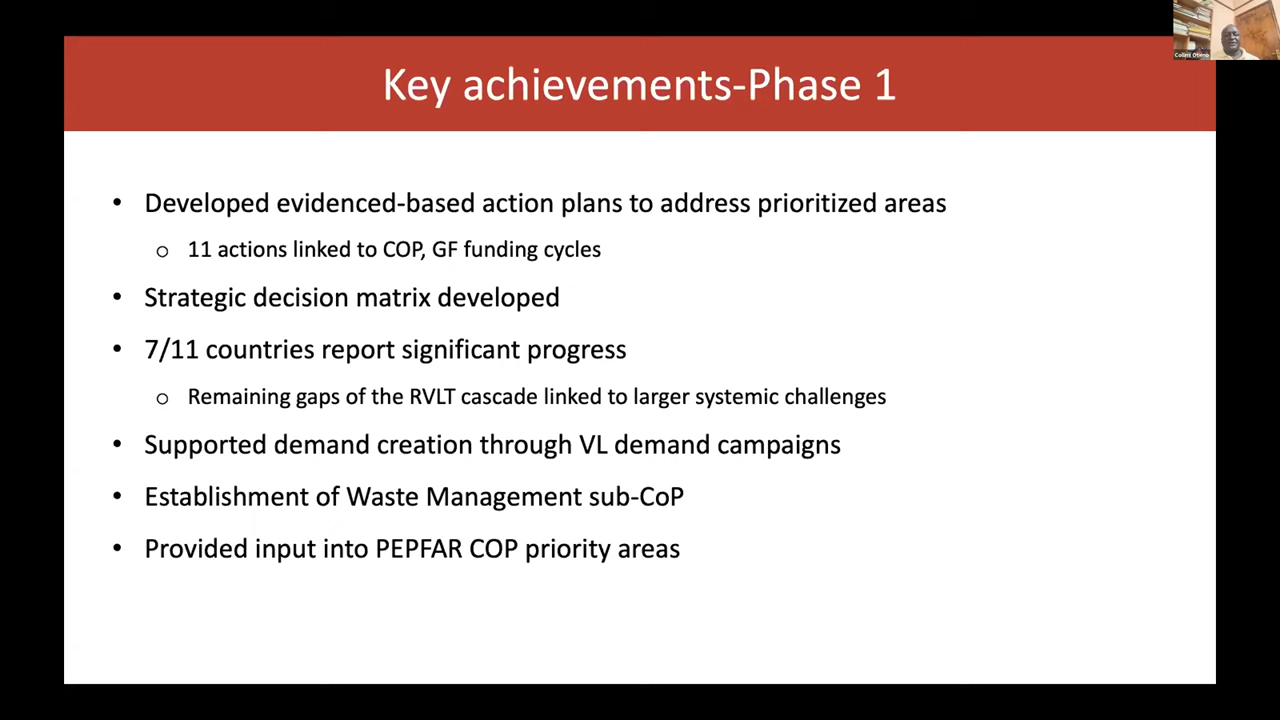 Collins Otieno
Key achievements-Phase 1
• Developed evidenced-based action plans to address prioritized areas
o 11 actions linked to COP, GF funding cycles
• Strategic decision matrix developed
• 7/11 countries report significant progress
o Remaining gaps of the RVLT cascade linked to larger systemic challenges
• Supported demand creation through VL demand campaigns
• Establishment of Waste Management sub-CoP
• Provided input into PEPFAR COP priority areas